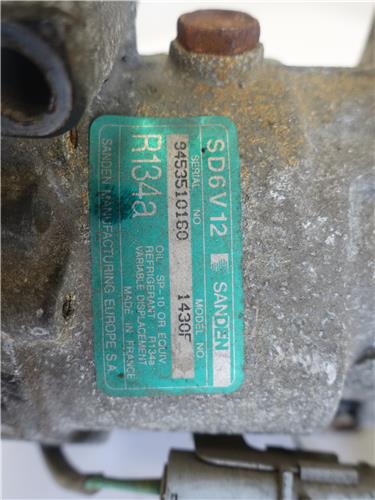 SD6V12 SANDEN
SERIAL NO MODEL NO
9453510160 1430F
R134a
OIL SP-10 OR EQUIV.
REFRIGERANT R134a
VARIABLE DISPLACEMENT
MADE IN FRANCE
SANDEN MANUFACTURING EUROPE S.A.